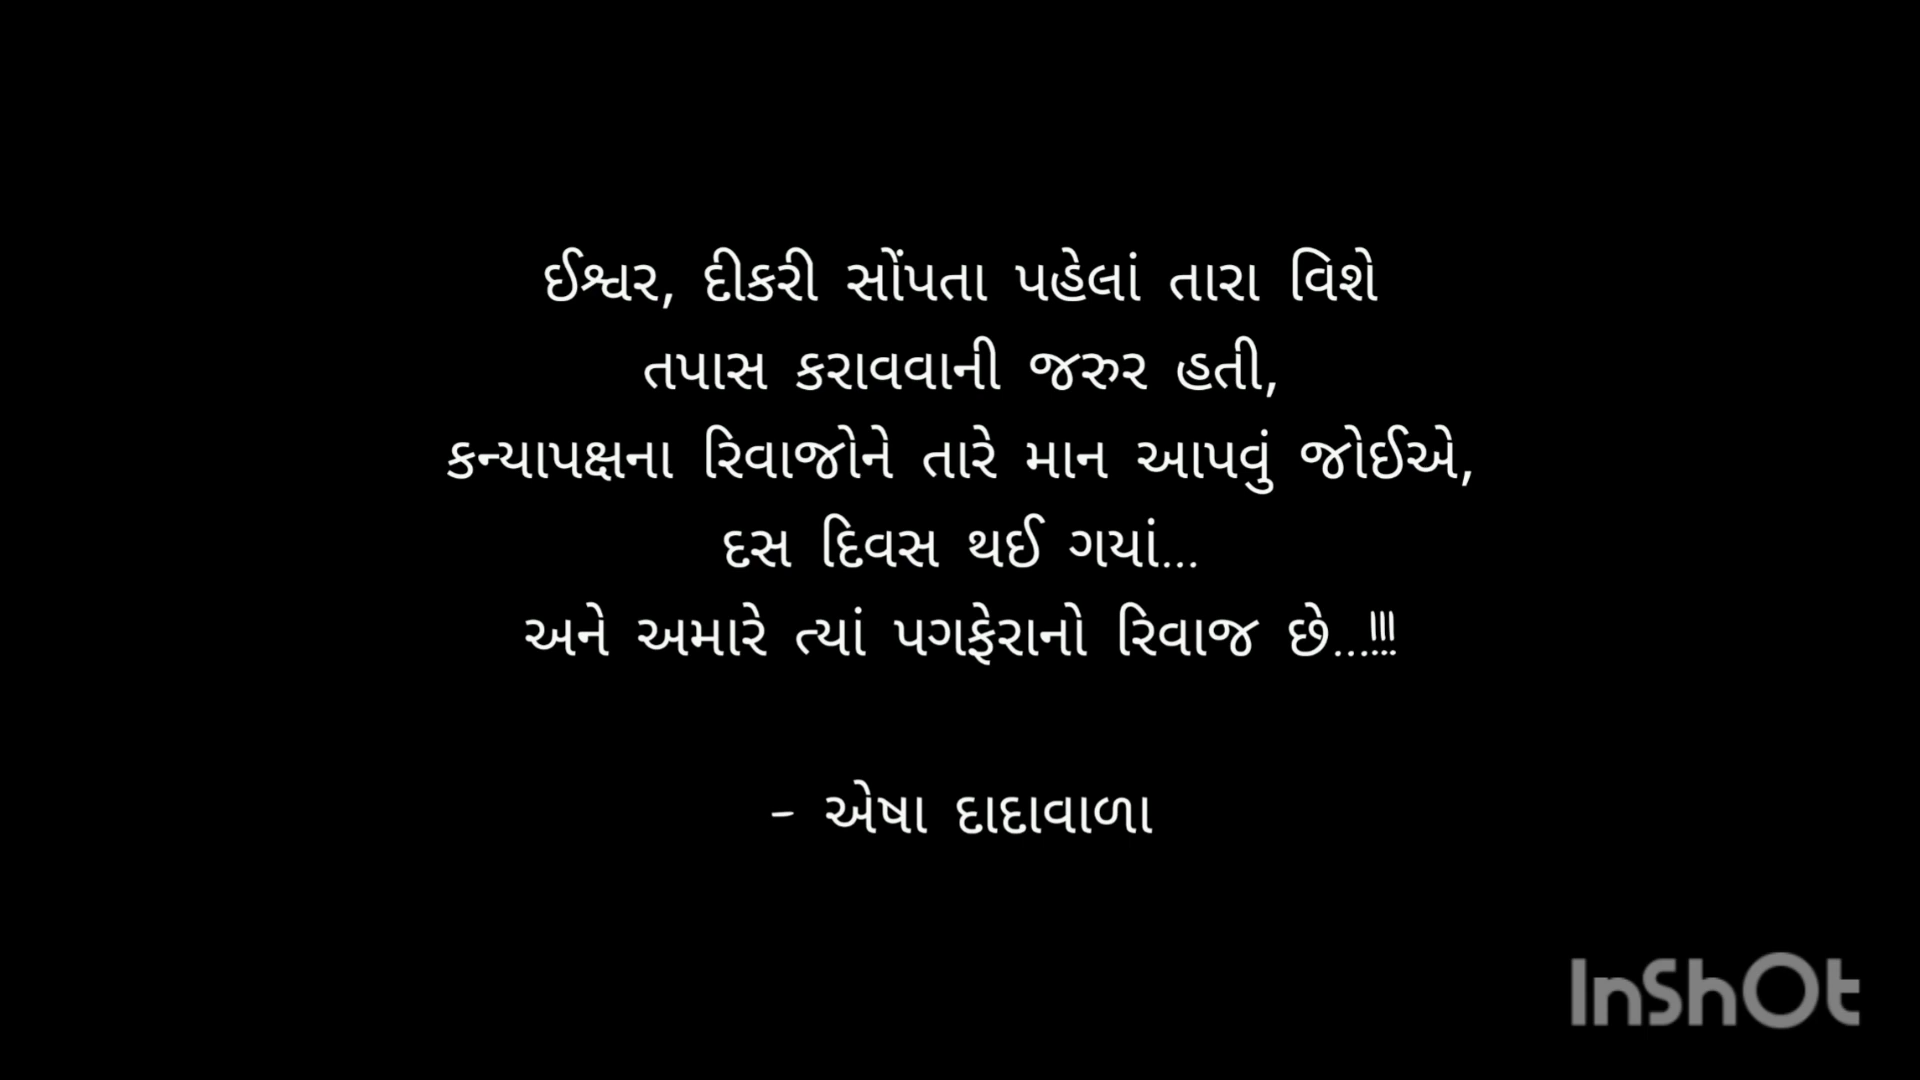 ઈશ્વર, દીકરી સોંપતા પહેલાં તારા વિશે
તપાસ કરાવવાની જરુર હતી,
કન્યાપક્ષના રિવાજોને તારે માન આપવું જોઈએ,
દસ દિવસ થઈ ગયાં...
અને અમારે ત્યાં પગફેરાનો રિવાજ છે...!!!
- એષા દાદાવાળા
InShOt